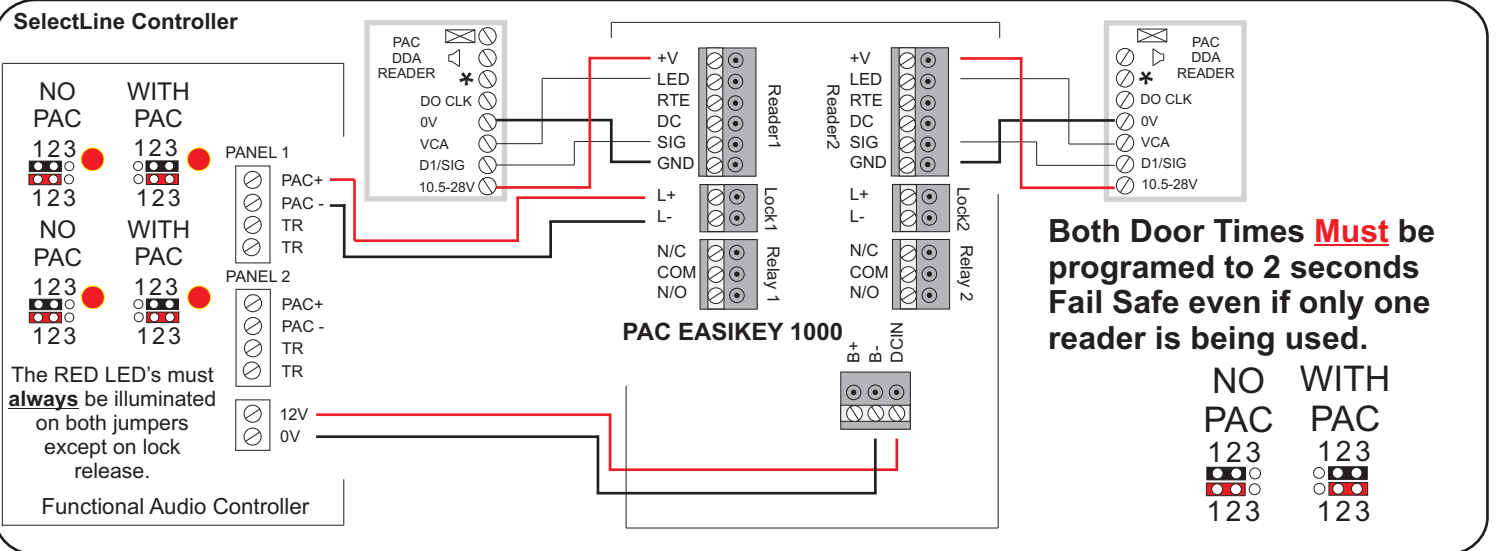 SelectLine Controller
NO
PAC
WITH
PAC
123
123
123
123
NO
PAC
WITH
PAC
123
123
123
123
The RED LED's must
always be illuminated
on both jumpers
except on lock
release.
Functional Audio Controller
PANEL 1
PAC+
PAC -
TR
TR
PANEL 2
PAC+
PAC -
TR
TR
12V
0V
PAC
DDA
READER
*
DO CLK
0V
VCA
D1/SIG
10.5-28V
+V
LED
RTE
DC
SIG
GND
Reader1
L+
L-
Lock1
N/C
COM
N/O
Relay 1
+V
LED
RTE
DC
SIG
GND
Reader2
L+
L-
Lock2
N/C
COM
N/O
Relay 2
PAC EASIKEY 1000
B+
B-
DCIN
PAC
DDA
READER
*
DO CLK
0V
VCA
D1/SIG
10.5-28V
Both Door Times Must be
programed to 2 seconds
Fail Safe even if only one
reader is being used.
NO
PAC
WITH
PAC
123
123
123
123